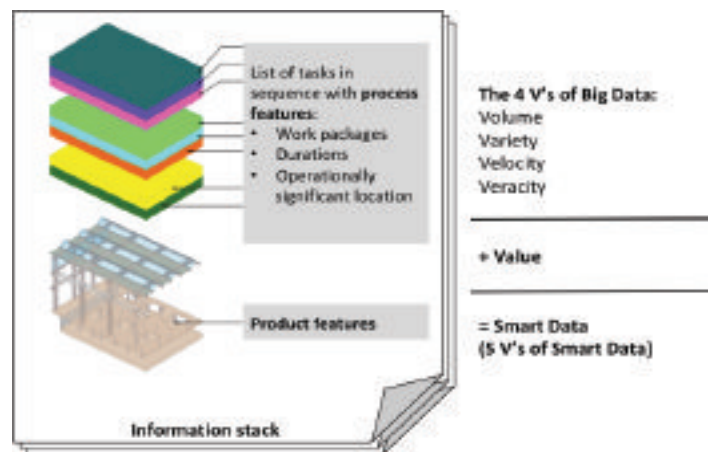 List of tasks in
sequence with process
features:
• Work packages
• Durations
• Operationally
significant location
Product features
Information stack
The 4 V's of Big Data:
Volume
Variety
Velocity
Veracity
+ Value
= Smart Data
(5 V's of Smart Data)